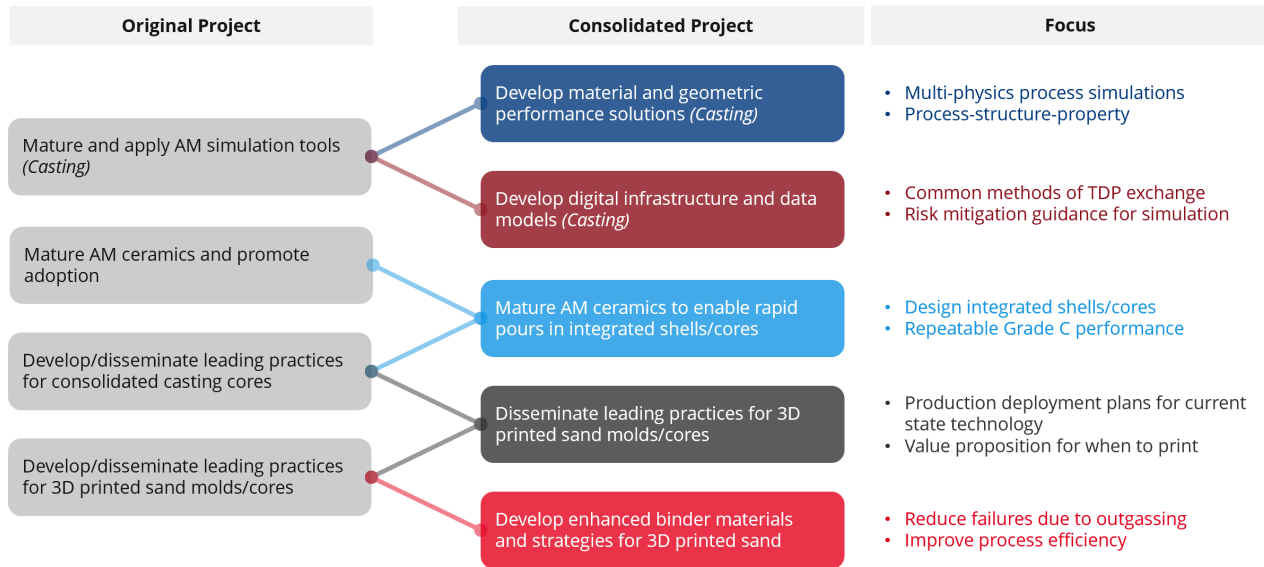 Original Project
Consolidated Project
Focus
Mature and apply AM simulation tools
(Casting)
Mature AM ceramics and promote
adoption
Develop/disseminate leading practices
for consolidated casting cores
Develop/disseminate leading practices
for 3D printed sand molds/cores
Develop material and geometric
performance solutions (Casting)
Develop digital infrastructure and data
models (Casting)
Mature AM ceramics to enable rapid
pours in integrated shells/cores
Disseminate leading practices for 3D
printed sand molds/cores
Develop enhanced binder materials
and strategies for 3D printed sand
• Multi-physics process simulations
• Process-structure-property
• Common methods of TDP exchange
• Risk mitigation guidance for simulation
• Design integrated shells/cores
• Repeatable Grade C performance
• Production deployment plans for current
state technology
• Value proposition for when to print
• Reduce failures due to outgassing
• Improve process efficiency